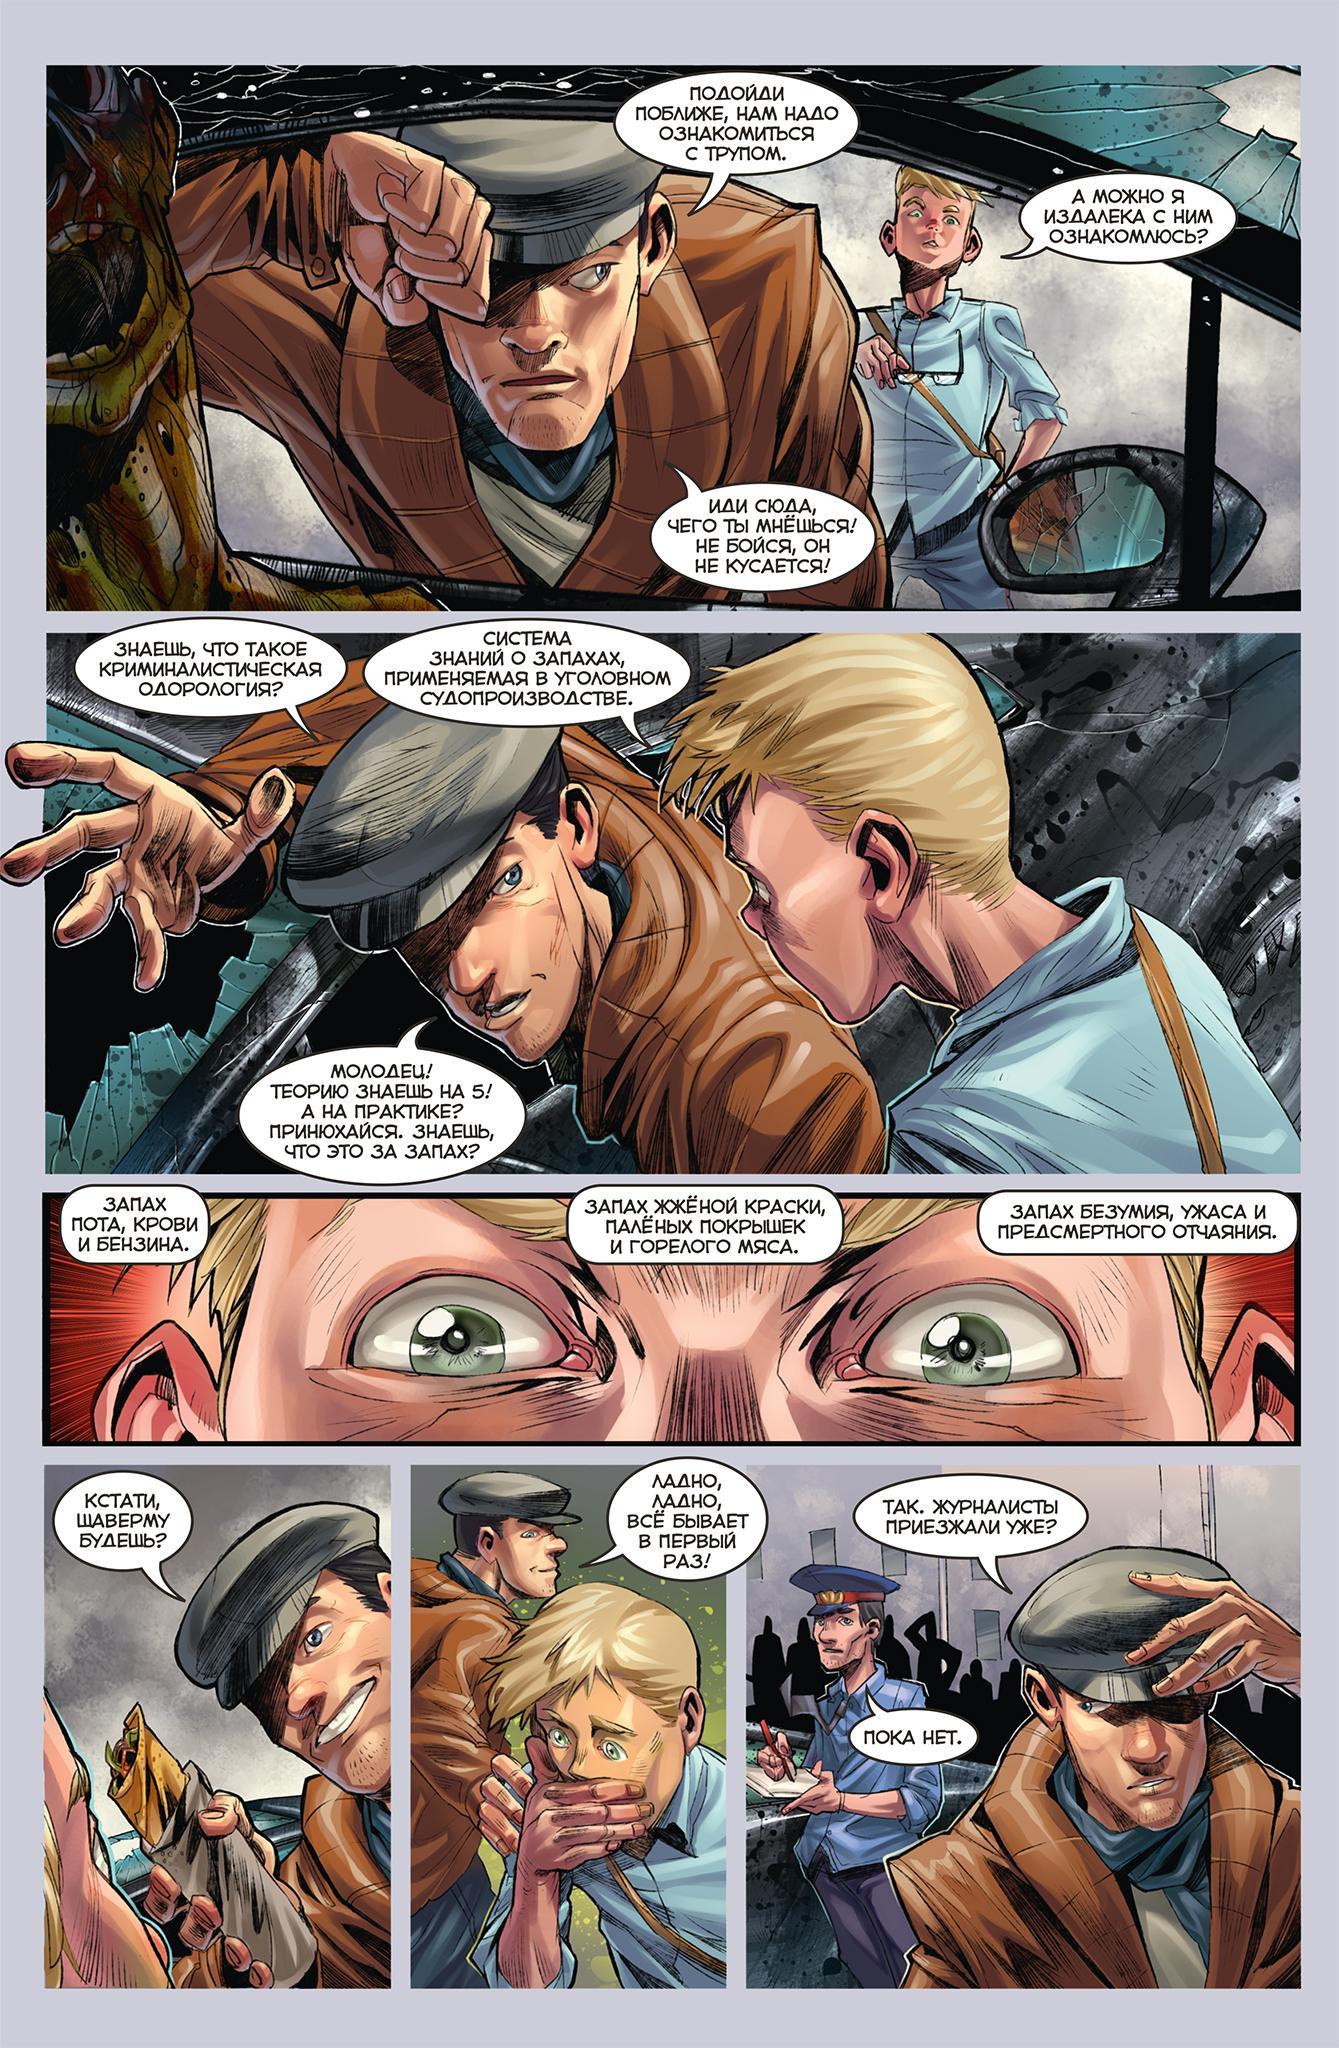 ПОДОЙДИ
ПОБЛИЖЕ, НАМ НАДО
ОЗНАКОМИТЬСЯ
С ТРУПОМ.
А МОЖНО Я
ИЗДАЛЕКА С НИМ
ОЗНАКОМЛЮСЬ?
ИДИ СЮДА,
ЧЕГО ТЫ МНЁШЬСЯ!
НЕ БОЙСЯ, ОН
НЕ КУСАЕТСЯ!
ЗНАЕШЬ, ЧТО ТАКОЕ
КРИМИНАЛИСТИЧЕСКАЯ
ОДОРОЛОГИЯ?
СИСТЕМА
ЗНАНИЙ О ЗАПАХАХ,
ПРИМЕНЯЕМАЯ В УГОЛОВНОМ
СУДОПРОИЗВОДСТВЕ.
МОЛОДЕЦ!
ТЕОРИЮ ЗНАЕШЬ НА 5!
А НА ПРАКТИКЕ?
ПРИНЮХАЙСЯ. ЗНАЕШЬ,
ЧТО ЭТО ЗА ЗАПАХ?
ЗАПАХ
ПОТА, КРОВИ
И БЕНЗИНА.
ЗАПАХ ЖЖЁНОЙ КРАСКИ,
ПАЛЁНЫХ ПОКРЫШЕК
И ГОРЕЛОГО МЯСА.
ЗАПАХ БЕЗУМИЯ, УЖАСА И
ПРЕДСМЕРТНОГО ОТЧАЯНИЯ.
КСТАТИ,
ШАВЕРМУ
БУДЕШЬ?
ЛАДНО,
ЛАДНО,
ВСЁ БЫВАЕТ
В ПЕРВЫЙ
РАЗ!
ТАК. ЖУРНАЛИСТЫ
ПРИЕЗЖАЛИ УЖЕ?
ПОКА НЕТ.